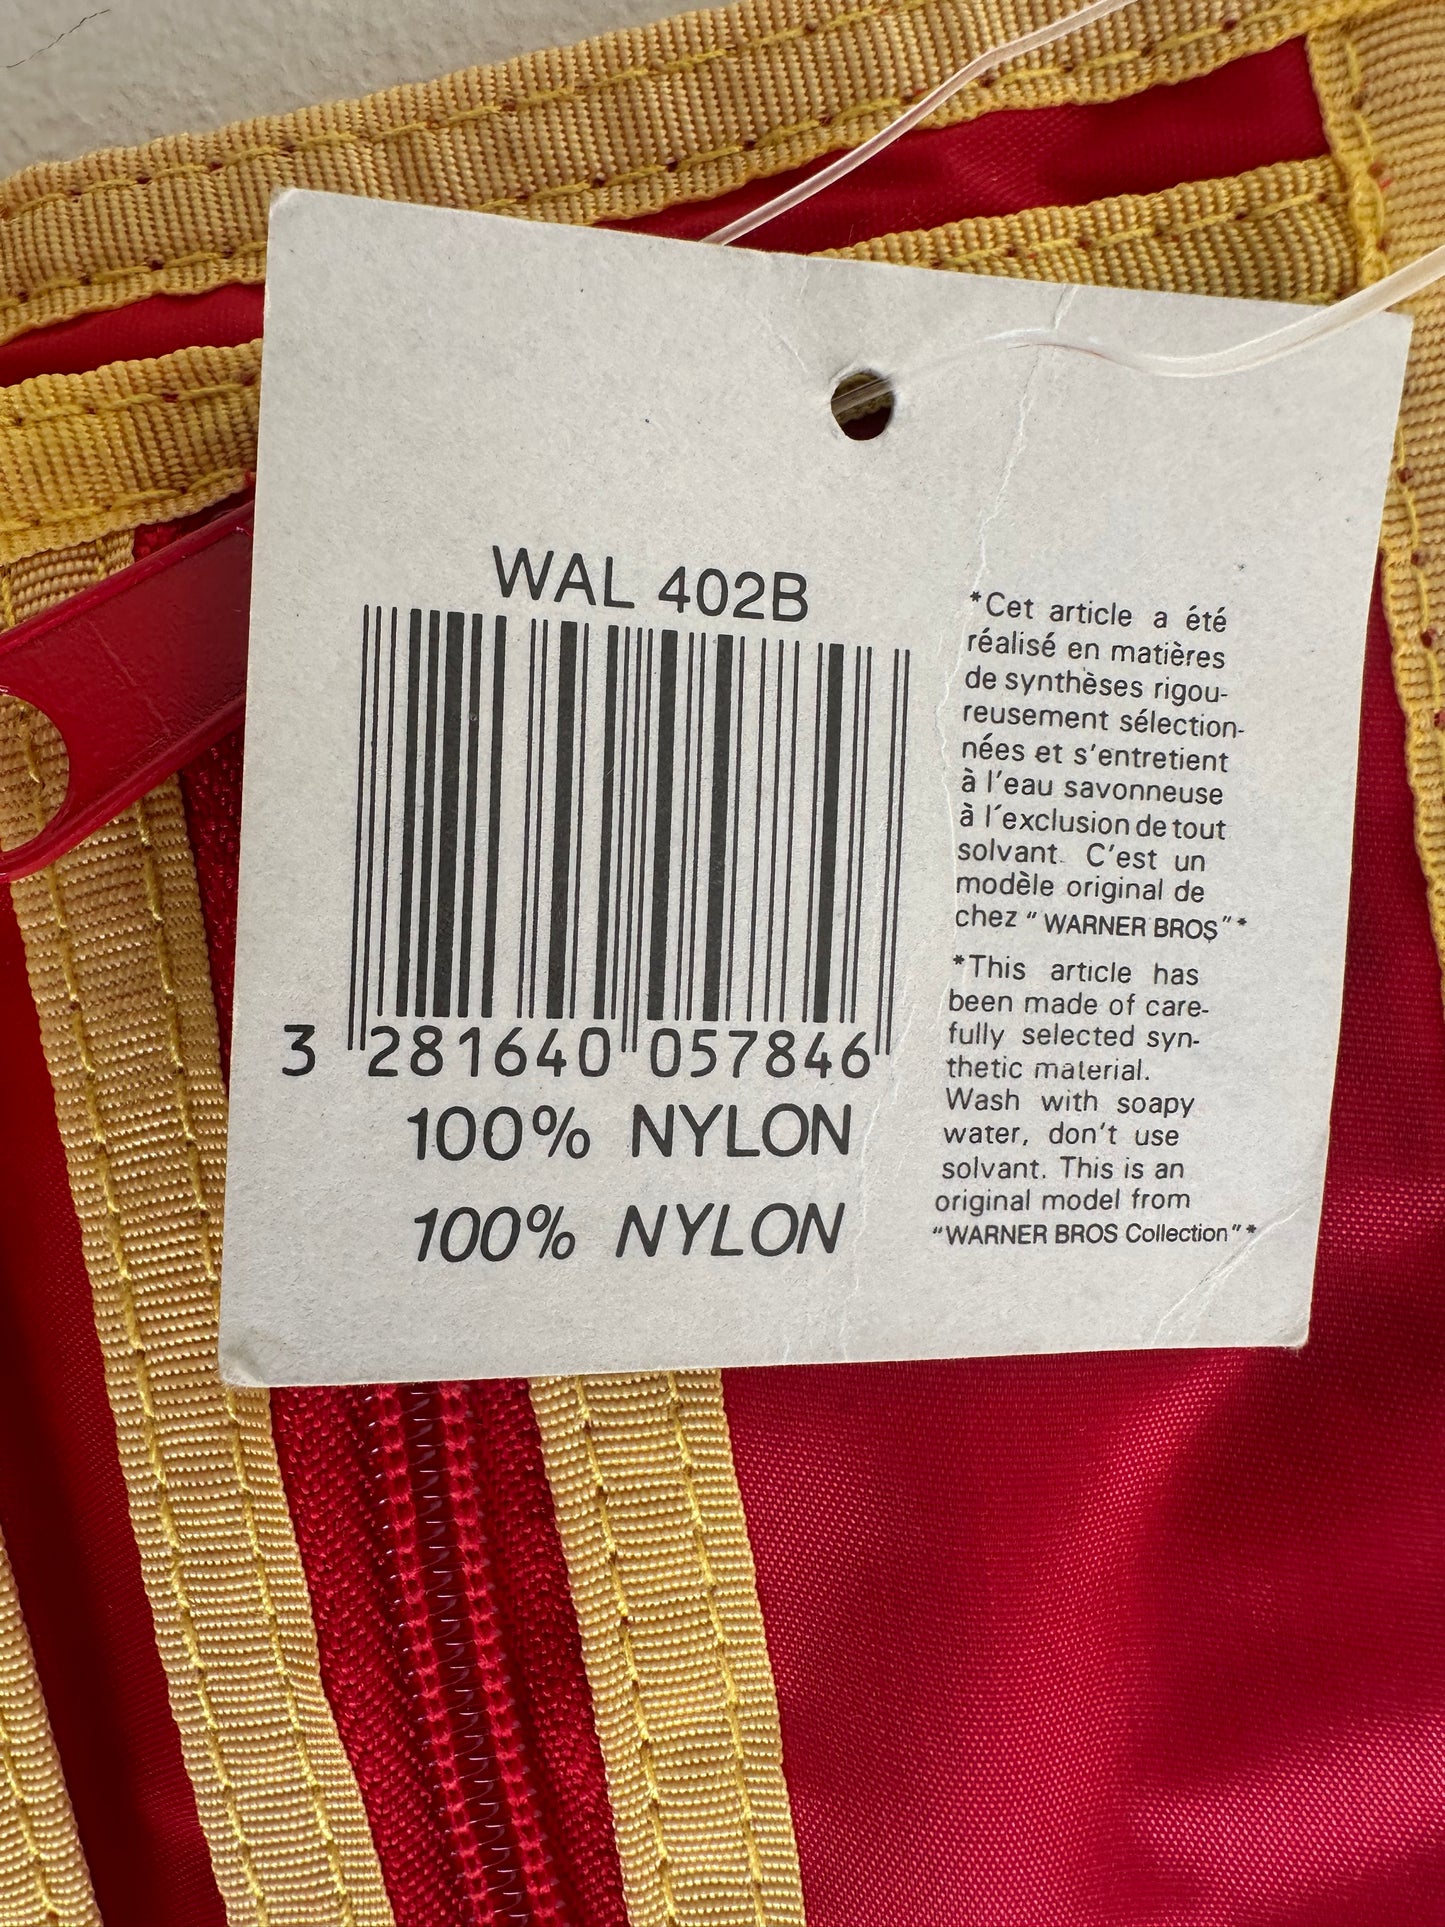 WAL 402B
3 281640 057846
100% NYLON
100% NYLON
*Cet article a été
réalisé en matières
de synthèses rigou-
reusement sélection-
nées et s'entretient
à l'eau savonneuse
à l'exclusion de tout
solvant. C'est un
modèle original de
chez "WARNER BROS"*
*This article has
been made of care-
fully selected syn-
thetic material.
Wash with soapy
water, don't use
solvant. This is an
original model from
"WARNER BROS Collection"*